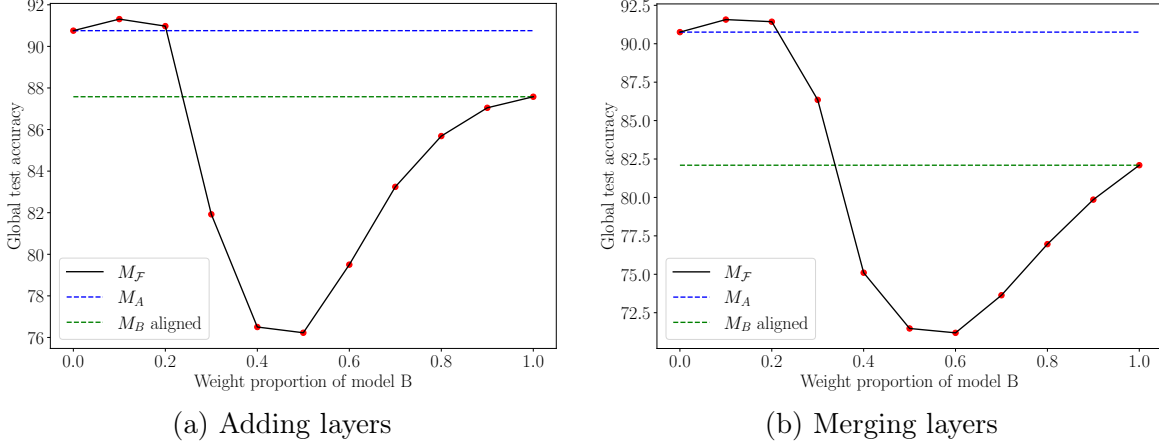 92
90
88
86
84
82
80
78
76
Global test accuracy
M_F
M_A
M_B aligned
0.0 0.2 0.4 0.6 0.8 1.0
Weight proportion of model B
(a) Adding layers
92.5
90.0
87.5
85.0
82.5
80.0
77.5
75.0
72.5
Global test accuracy
M_F
M_A
M_B aligned
0.0 0.2 0.4 0.6 0.8 1.0
Weight proportion of model B
(b) Merging layers